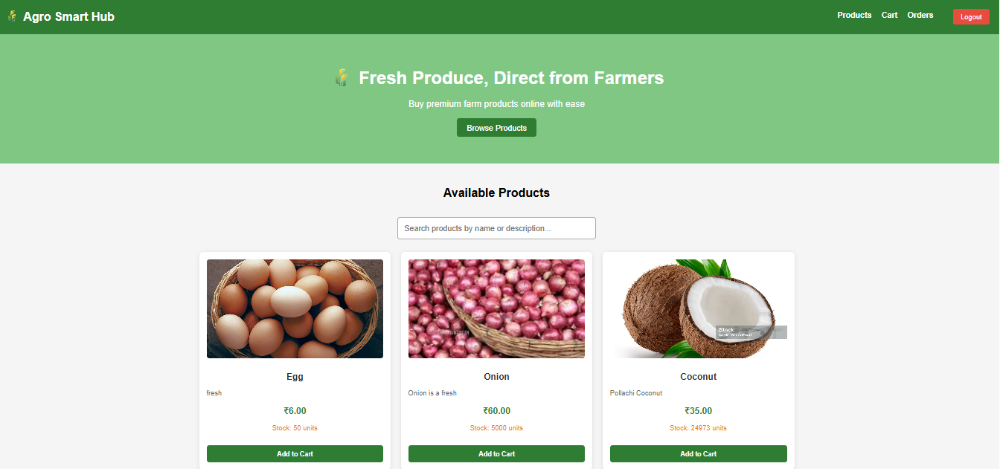 Agro Smart Hub
Products Cart Orders Logout
Fresh Produce, Direct from Farmers
Buy premium farm products online with ease
Browse Products
Available Products
Search products by name or description...
iStock
Egg Onion Coconut
fresh Onion is a fresh Pollachi Coconut
₹6.00 ₹60.00 ₹35.00
Stock: 50 units Stock: 5000 units Stock: 24973 units
Add to Cart Add to Cart Add to Cart